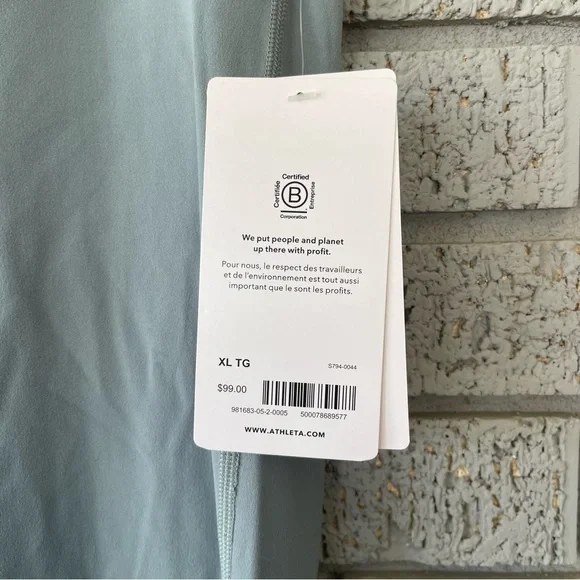 Certified
Certifiée
B
Entreprise
Corporation
We put people and planet
up there with profit.
Pour nous, le respect des travailleurs
et de l'environnement est tout aussi
important que le sont les profits.
XL TG
S794-0044
$99.00
981683-05-2-0005 500078689577
WWW.ATHLETA.COM